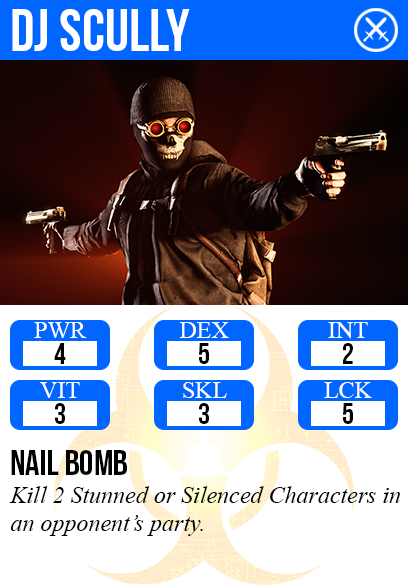 DJ SCULLY
PWR DEX INT
4 5 2
VIT SKL LCK
3 3 5
NAIL BOMB
Kill 2 Stunned or Silenced Characters in
an opponent’s party.